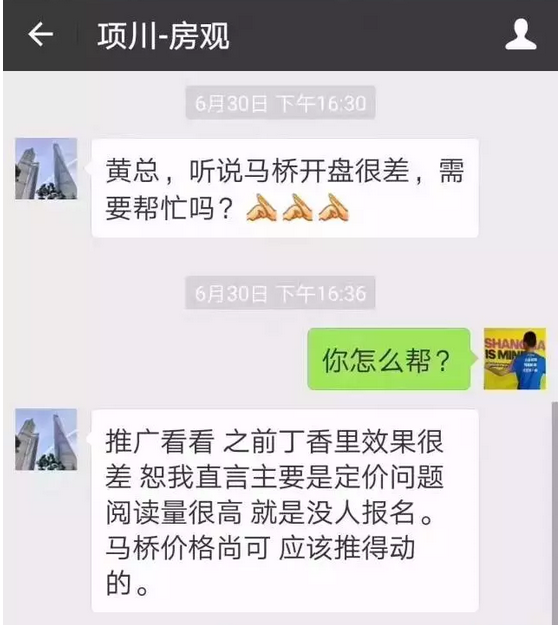 项川-房观
6月30日 下午16:30
黄总，听说马桥开盘很差，需
要帮忙吗？
6月30日 下午16:36
你怎么帮？
SHANG
IS MIN
推广看看 之前丁香里效果很
差 恕我直言主要是定价问题
阅读量很高 就是没人报名。
马桥价格尚可 应该推得动
的。